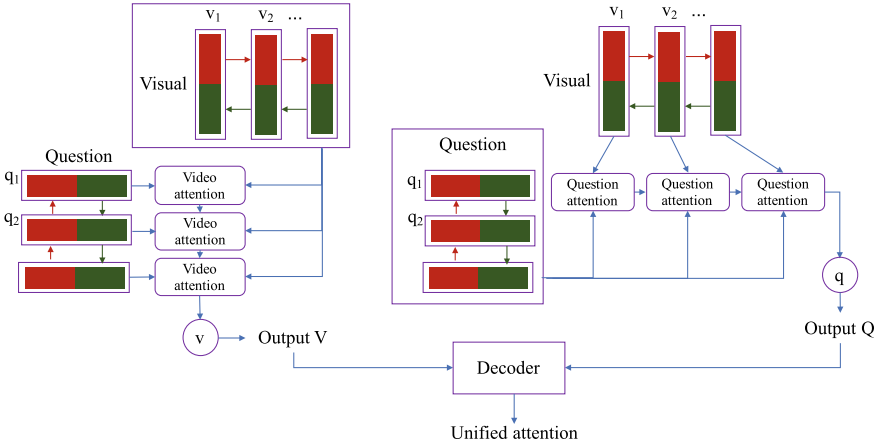 v1 v2 ...
Visual
Question
q1
Video
attention
q2
Video
attention
Video
attention
v
Output V
v1 v2 ...
Visual
Question
q1
q2
Question
attention
Question
attention
Question
attention
q
Output Q
Decoder
Unified attention